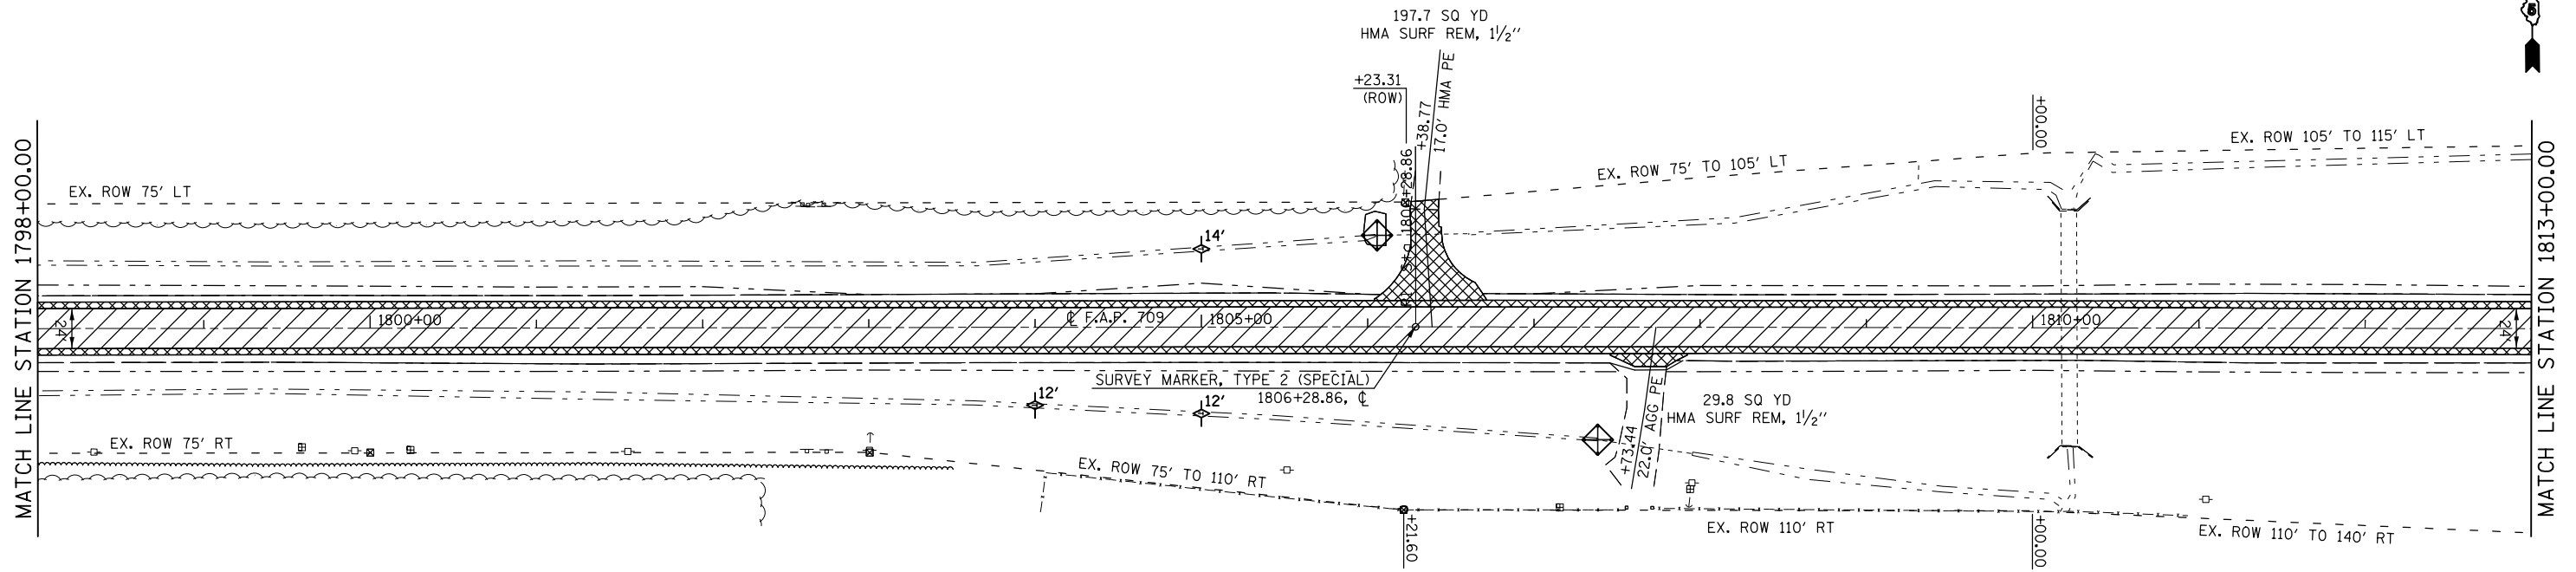 197.7 SQ YD
HMA SURF REM, 1½''
+23.31
(ROW)
+38.77
17.0' HMA PE
+00.00
EX. ROW 105' TO 115' LT
EX. ROW 75' TO 105' LT
EX. ROW 75' LT
MATCH LINE STATION 1798+00.00
MATCH LINE STATION 1813+00.00
14'
24'
1800+00
℄ F.A.P. 709
1805+00
1810+00
24'
SURVEY MARKER, TYPE 2 (SPECIAL)
1806+28.86, ℄
12'
12'
29.8 SQ YD
HMA SURF REM, 1½''
+73.44
22.0' AGG PE
EX. ROW 75' RT
EX. ROW 75' TO 110' RT
+21.60
EX. ROW 110' RT
+00.00
EX. ROW 110' TO 140' RT